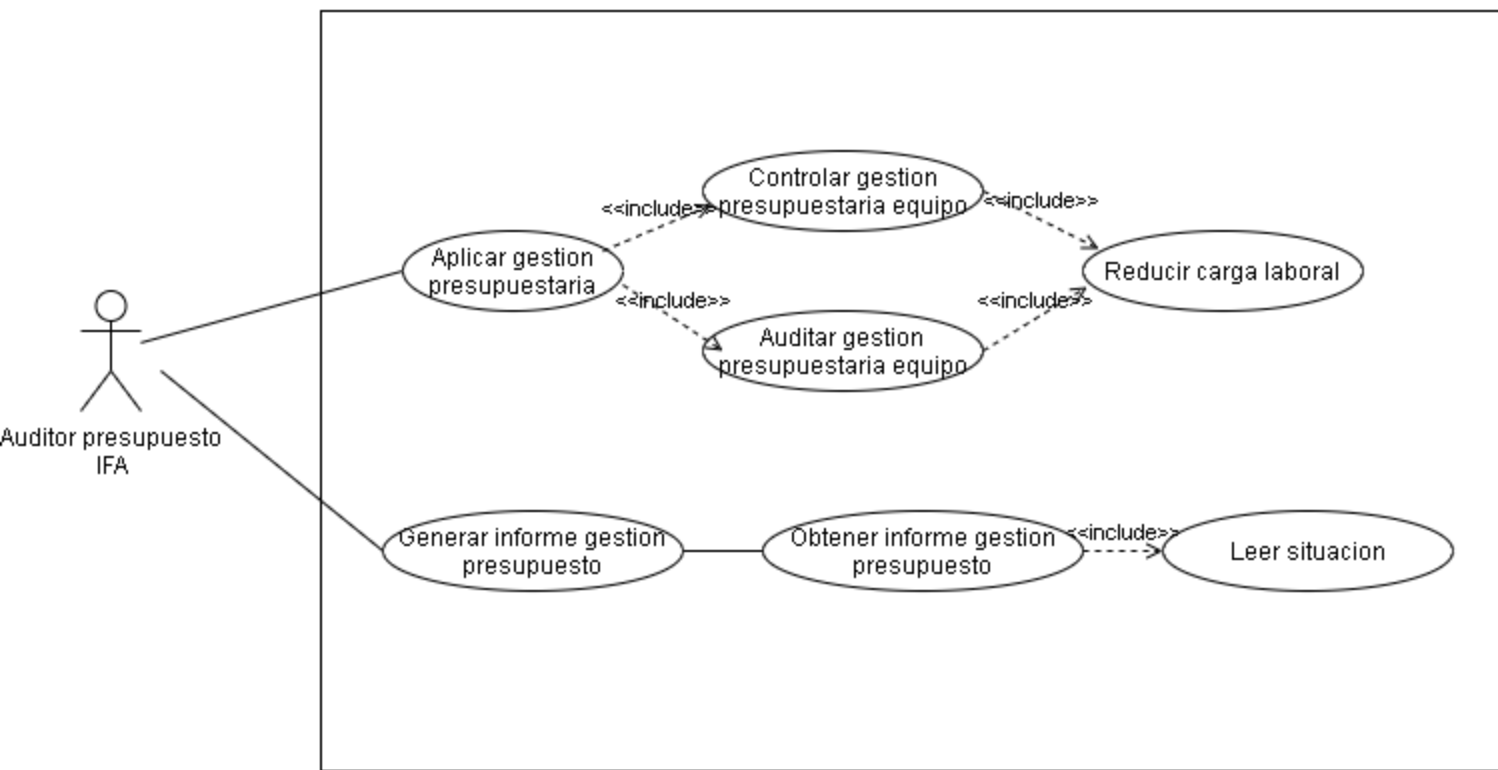 Controlar gestion
presupuestaria equipo
<<include>>
<<include>>
Aplicar gestion
presupuestaria
Reducir carga laboral
<<include>>
<<include>>
Auditar gestion
presupuestaria equipo
Auditor presupuesto
IFA
Generar informe gestion
presupuesto
Obtener informe gestion
presupuesto
<<include>>
Leer situacion